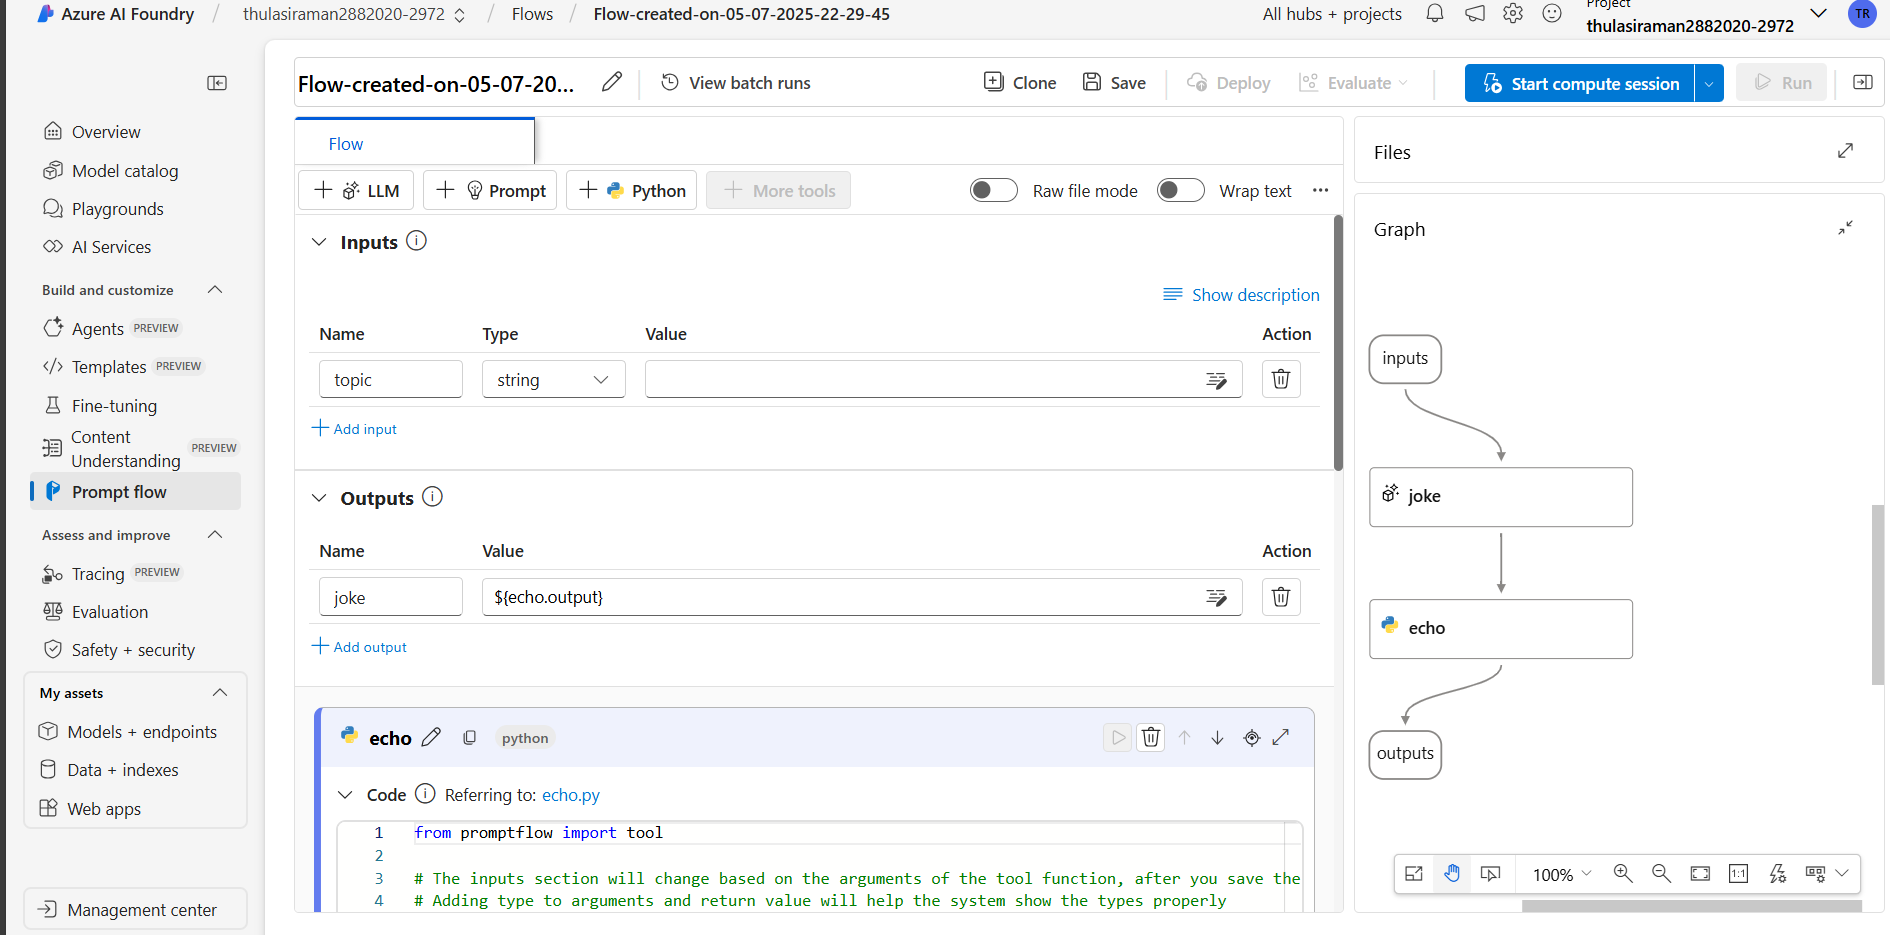 Azure AI Foundry / thulasiraman2882020-2972 / Flows / Flow-created-on-05-07-2025-22-29-45
All hubs + projects
Project
thulasiraman2882020-2972
TR
Overview
Model catalog
Playgrounds
AI Services
Build and customize
Agents PREVIEW
Templates PREVIEW
Fine-tuning
Content
Understanding PREVIEW
Prompt flow
Assess and improve
Tracing PREVIEW
Evaluation
Safety + security
My assets
Models + endpoints
Data + indexes
Web apps
Management center
Flow-created-on-05-07-20...
View batch runs
Clone
Save
Deploy
Evaluate
Start compute session
Run
Flow
+ LLM
+ Prompt
+ Python
+ More tools
Raw file mode
Wrap text
Inputs
Show description
Name Type Value Action
topic string
+ Add input
Outputs
Name Value Action
joke ${echo.output}
+ Add output
echo python
Code Referring to: echo.py
1 from promptflow import tool
2
3 # The inputs section will change based on the arguments of the tool function, after you save the
4 # Adding type to arguments and return value will help the system show the types properly
Files
Graph
inputs
joke
echo
outputs
100%
1:1